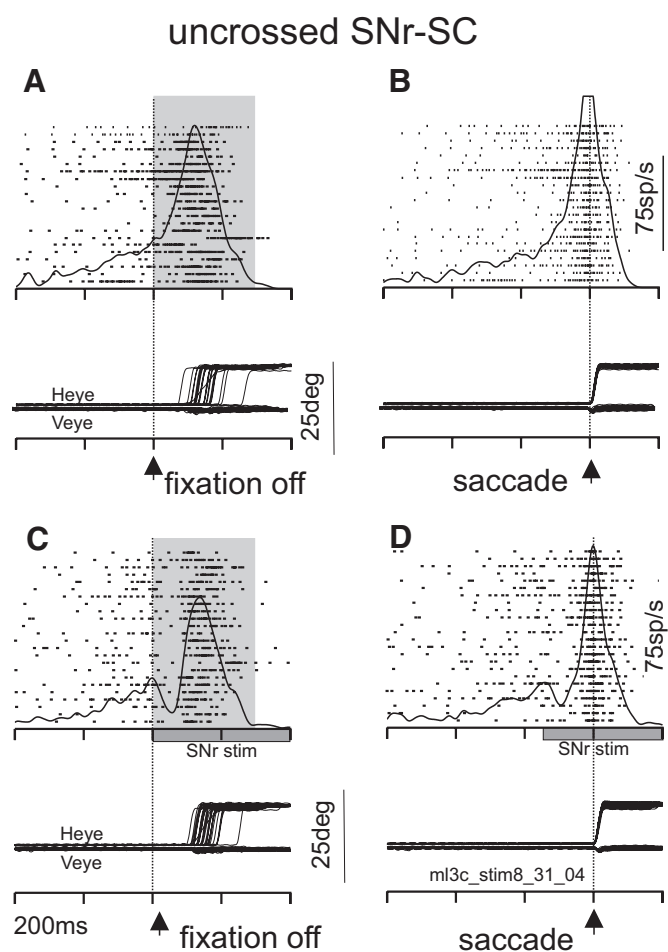 uncrossed SNr-SC
A
B
75sp/s
Heye
Veye
25deg
fixation off
saccade
C
D
75sp/s
SNr stim
SNr stim
Heye
Veye
25deg
ml3c_stim8_31_04
200ms
fixation off
saccade